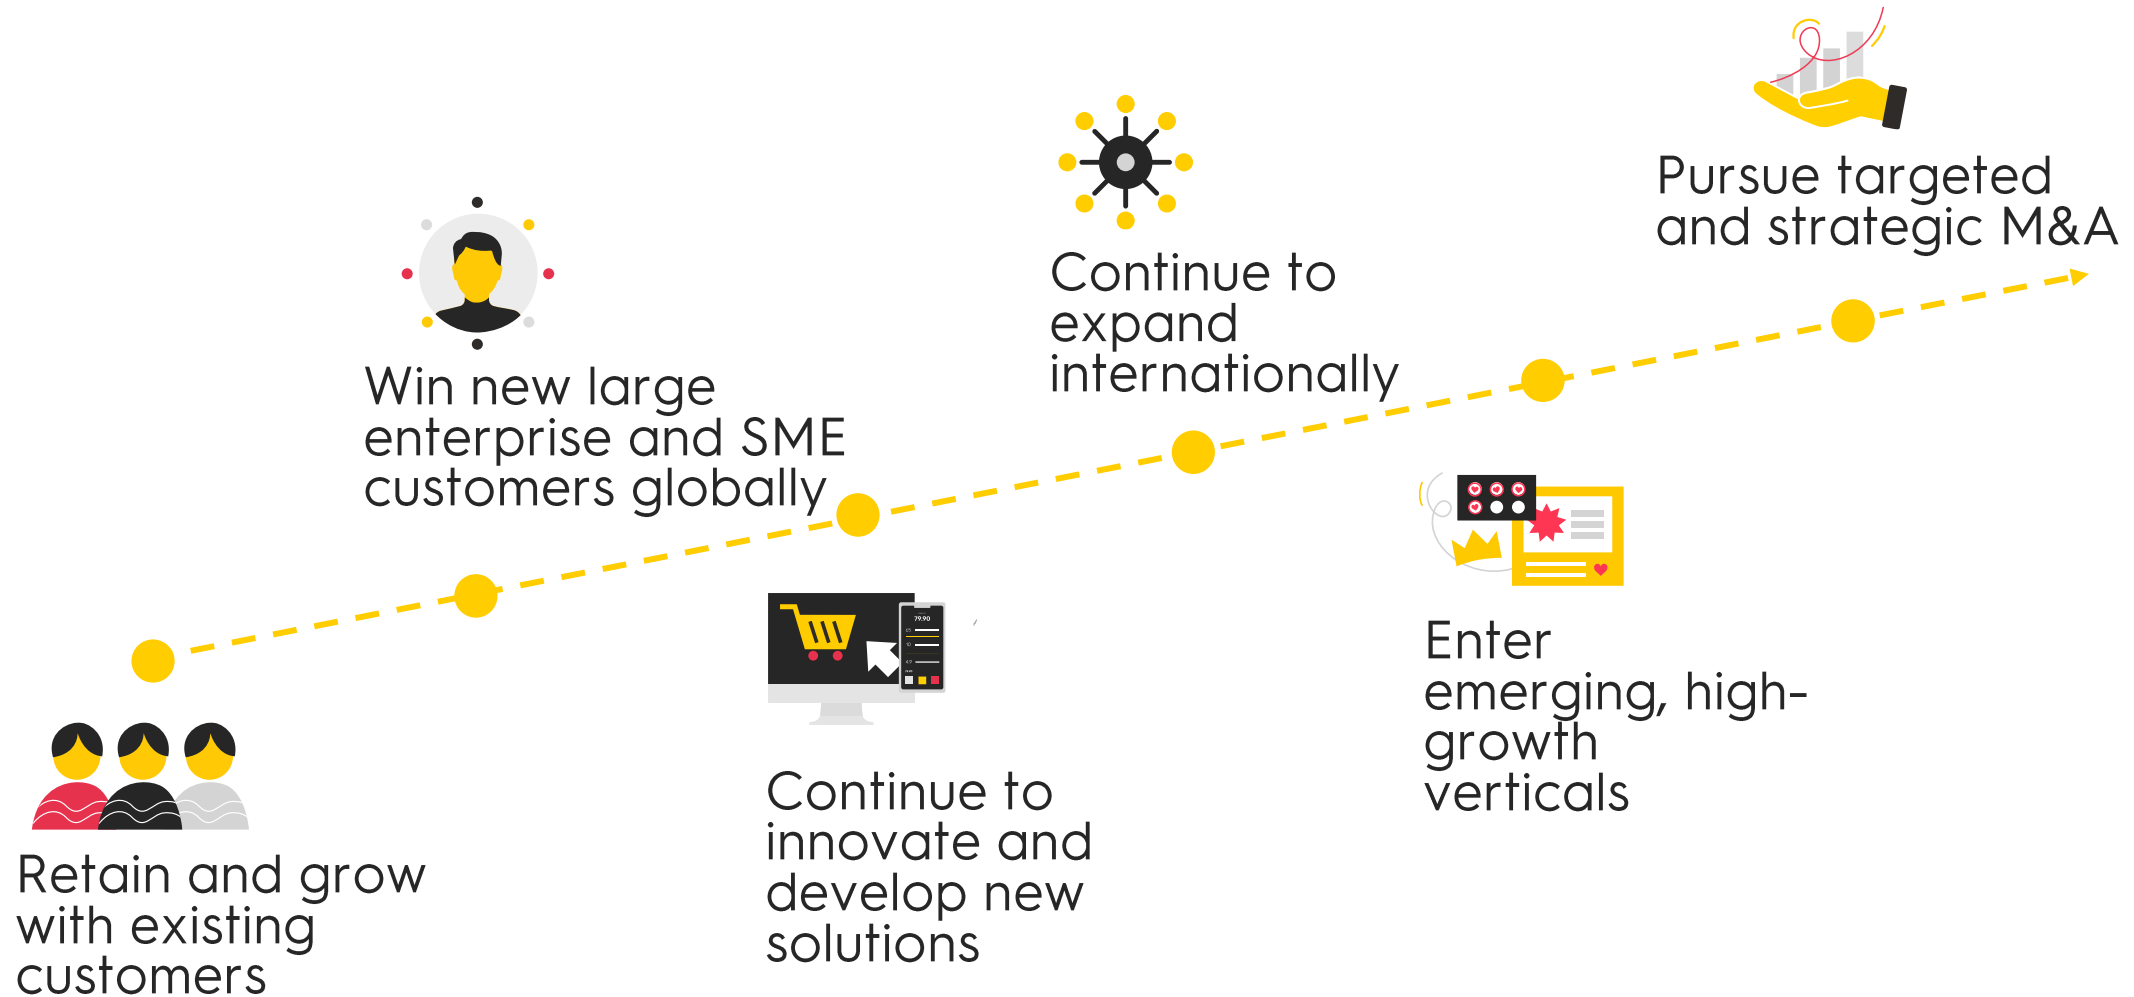 Retain and grow
with existing
customers
Win new large
enterprise and SME
customers globally
79.90
Continue to
innovate and
develop new
solutions
Continue to
expand
internationally
Enter
emerging, high-
growth
verticals
Pursue targeted
and strategic M&A